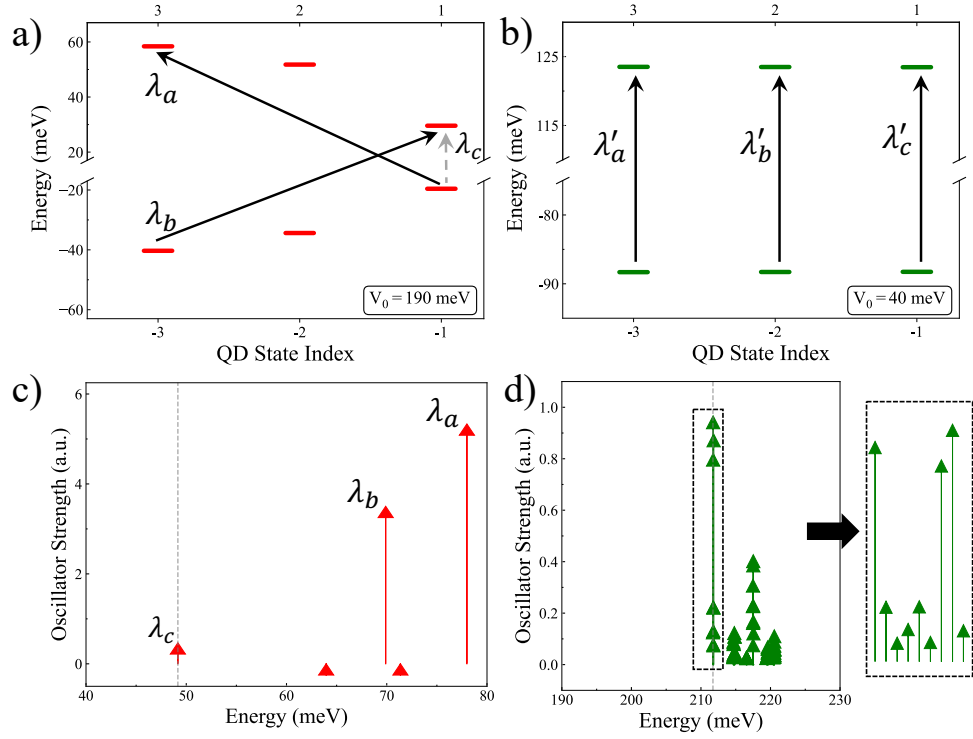 a)
3 2 1
60
40
20
−20
−40
−60
Energy (meV)
λa
λb
λc
V0 = 190 meV
-3 -2 -1
QD State Index
b)
3 2 1
125
115
-80
-90
Energy (meV)
λ′a λ′b λ′c
V0 = 40 meV
-3 -2 -1
QD State Index
c)
6
4
2
0
Oscillator Strength (a.u.)
λa
λb
λc
40 50 60 70 80
Energy (meV)
d)
1.0
0.8
0.6
0.4
0.2
0.0
Oscillator Strength (a.u.)
190 200 210 220 230
Energy (meV)